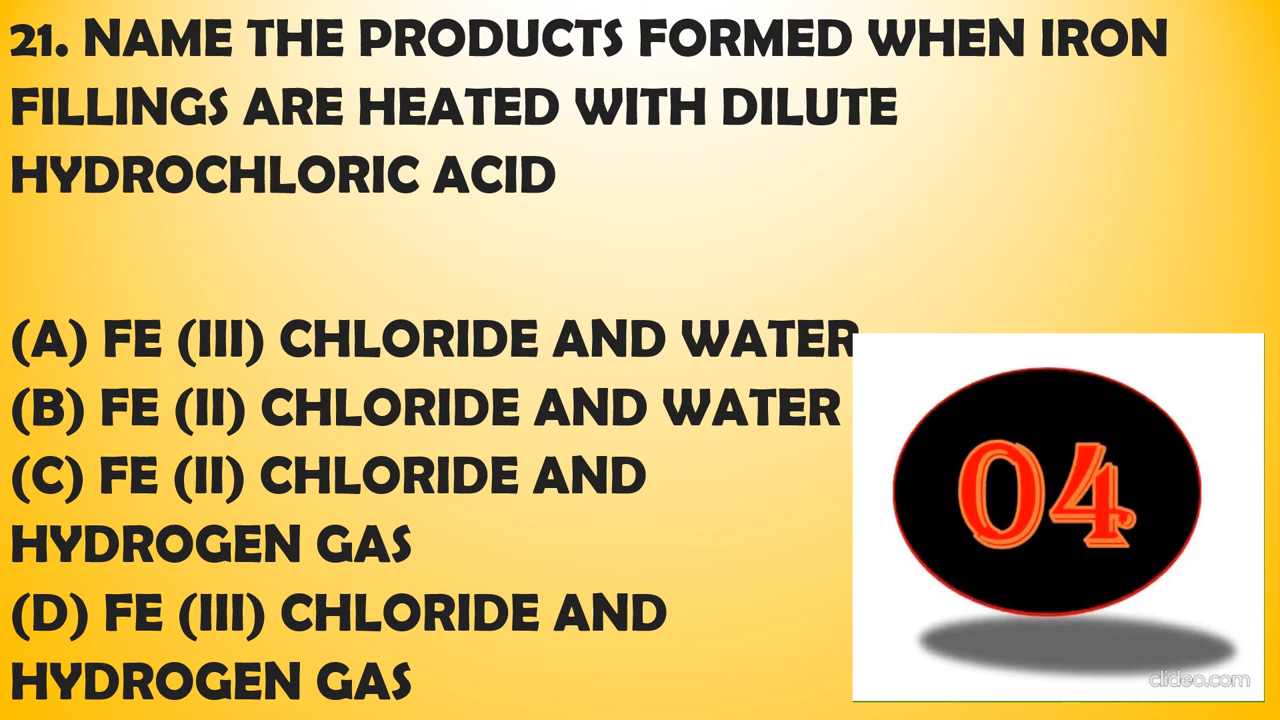 21. NAME THE PRODUCTS FORMED WHEN IRON
FILLINGS ARE HEATED WITH DILUTE
HYDROCHLORIC ACID
(A) FE (III) CHLORIDE AND WATER
(B) FE (II) CHLORIDE AND WATER
(C) FE (II) CHLORIDE AND
HYDROGEN GAS
(D) FE (III) CHLORIDE AND
HYDROGEN GAS
04
clideo.com